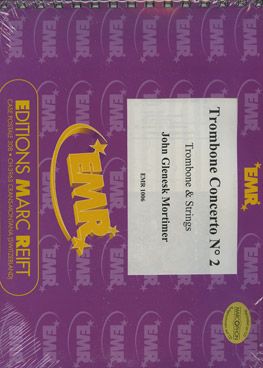 Trombone Concerto N° 2
Trombone & Strings
John Glenesk Mortimer
EMR 1006
EMR
EMR
EDITIONS MARC REIFT
CASE POSTALE 308 • CH-3963 CRANS-MONTANA (SWITZERLAND)
MARCOPHON